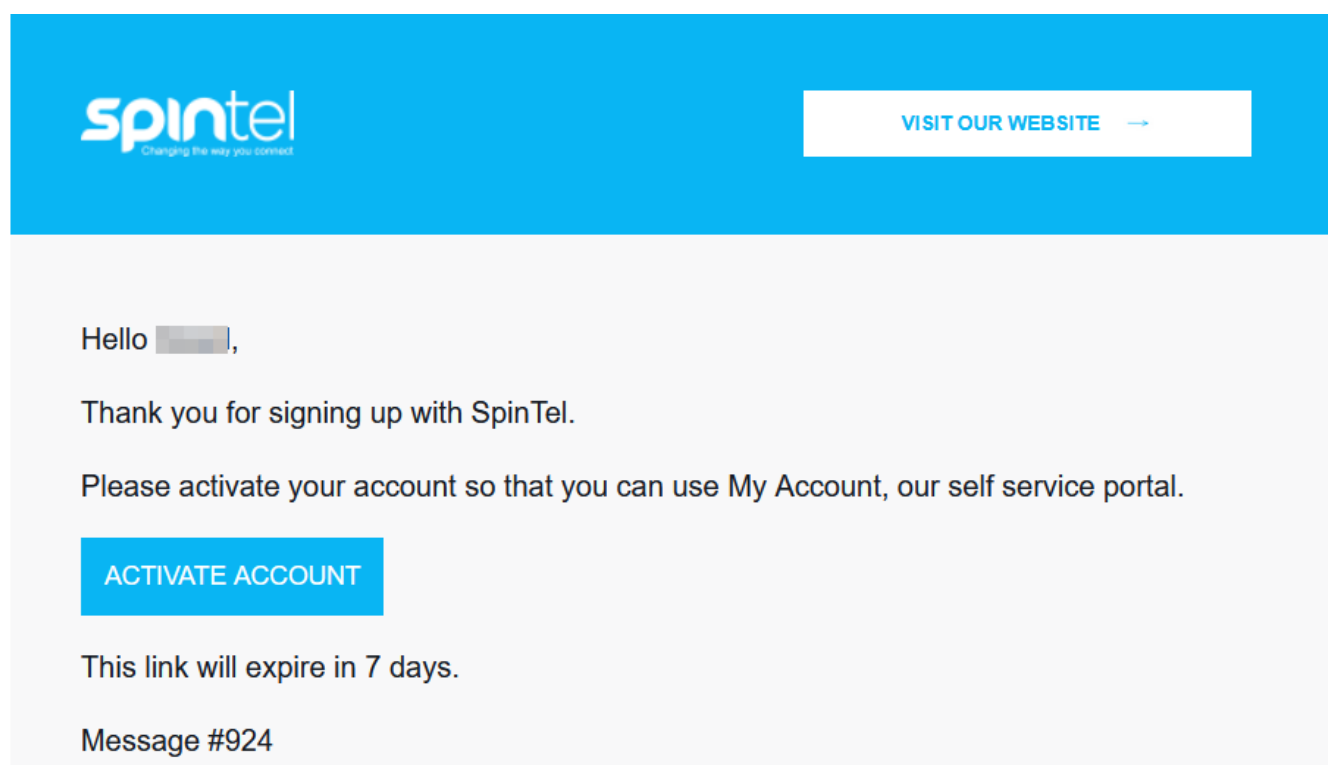 spintel
Changing the way you connect
VISIT OUR WEBSITE →
Hello ,
Thank you for signing up with SpinTel.
Please activate your account so that you can use My Account, our self service portal.
ACTIVATE ACCOUNT
This link will expire in 7 days.
Message #924